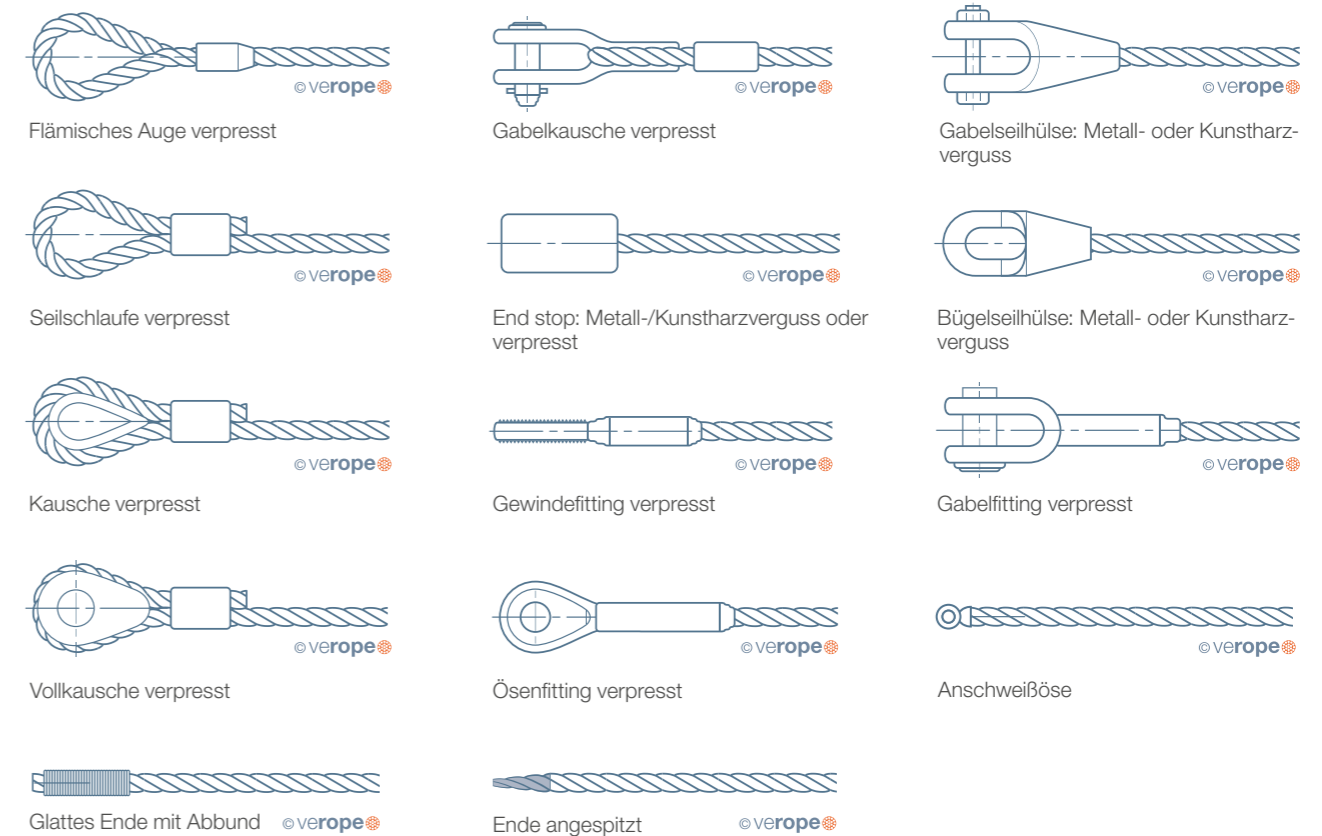 © verope
© verope
© verope
Flämisches Auge verpresst
Gabelkausche verpresst
Gabelseilhülse: Metall- oder Kunstharz-
verguss
© verope
© verope
© verope
Seilschlaufe verpresst
End stop: Metall-/Kunstharzverguss oder
verpresst
Bügelseilhülse: Metall- oder Kunstharz-
verguss
© verope
© verope
© verope
Kausche verpresst
Gewindefitting verpresst
Gabelfitting verpresst
© verope
© verope
© verope
Vollkausche verpresst
Ösenfitting verpresst
Anschweißöse
Glattes Ende mit Abbund © verope
Ende angespitzt © verope